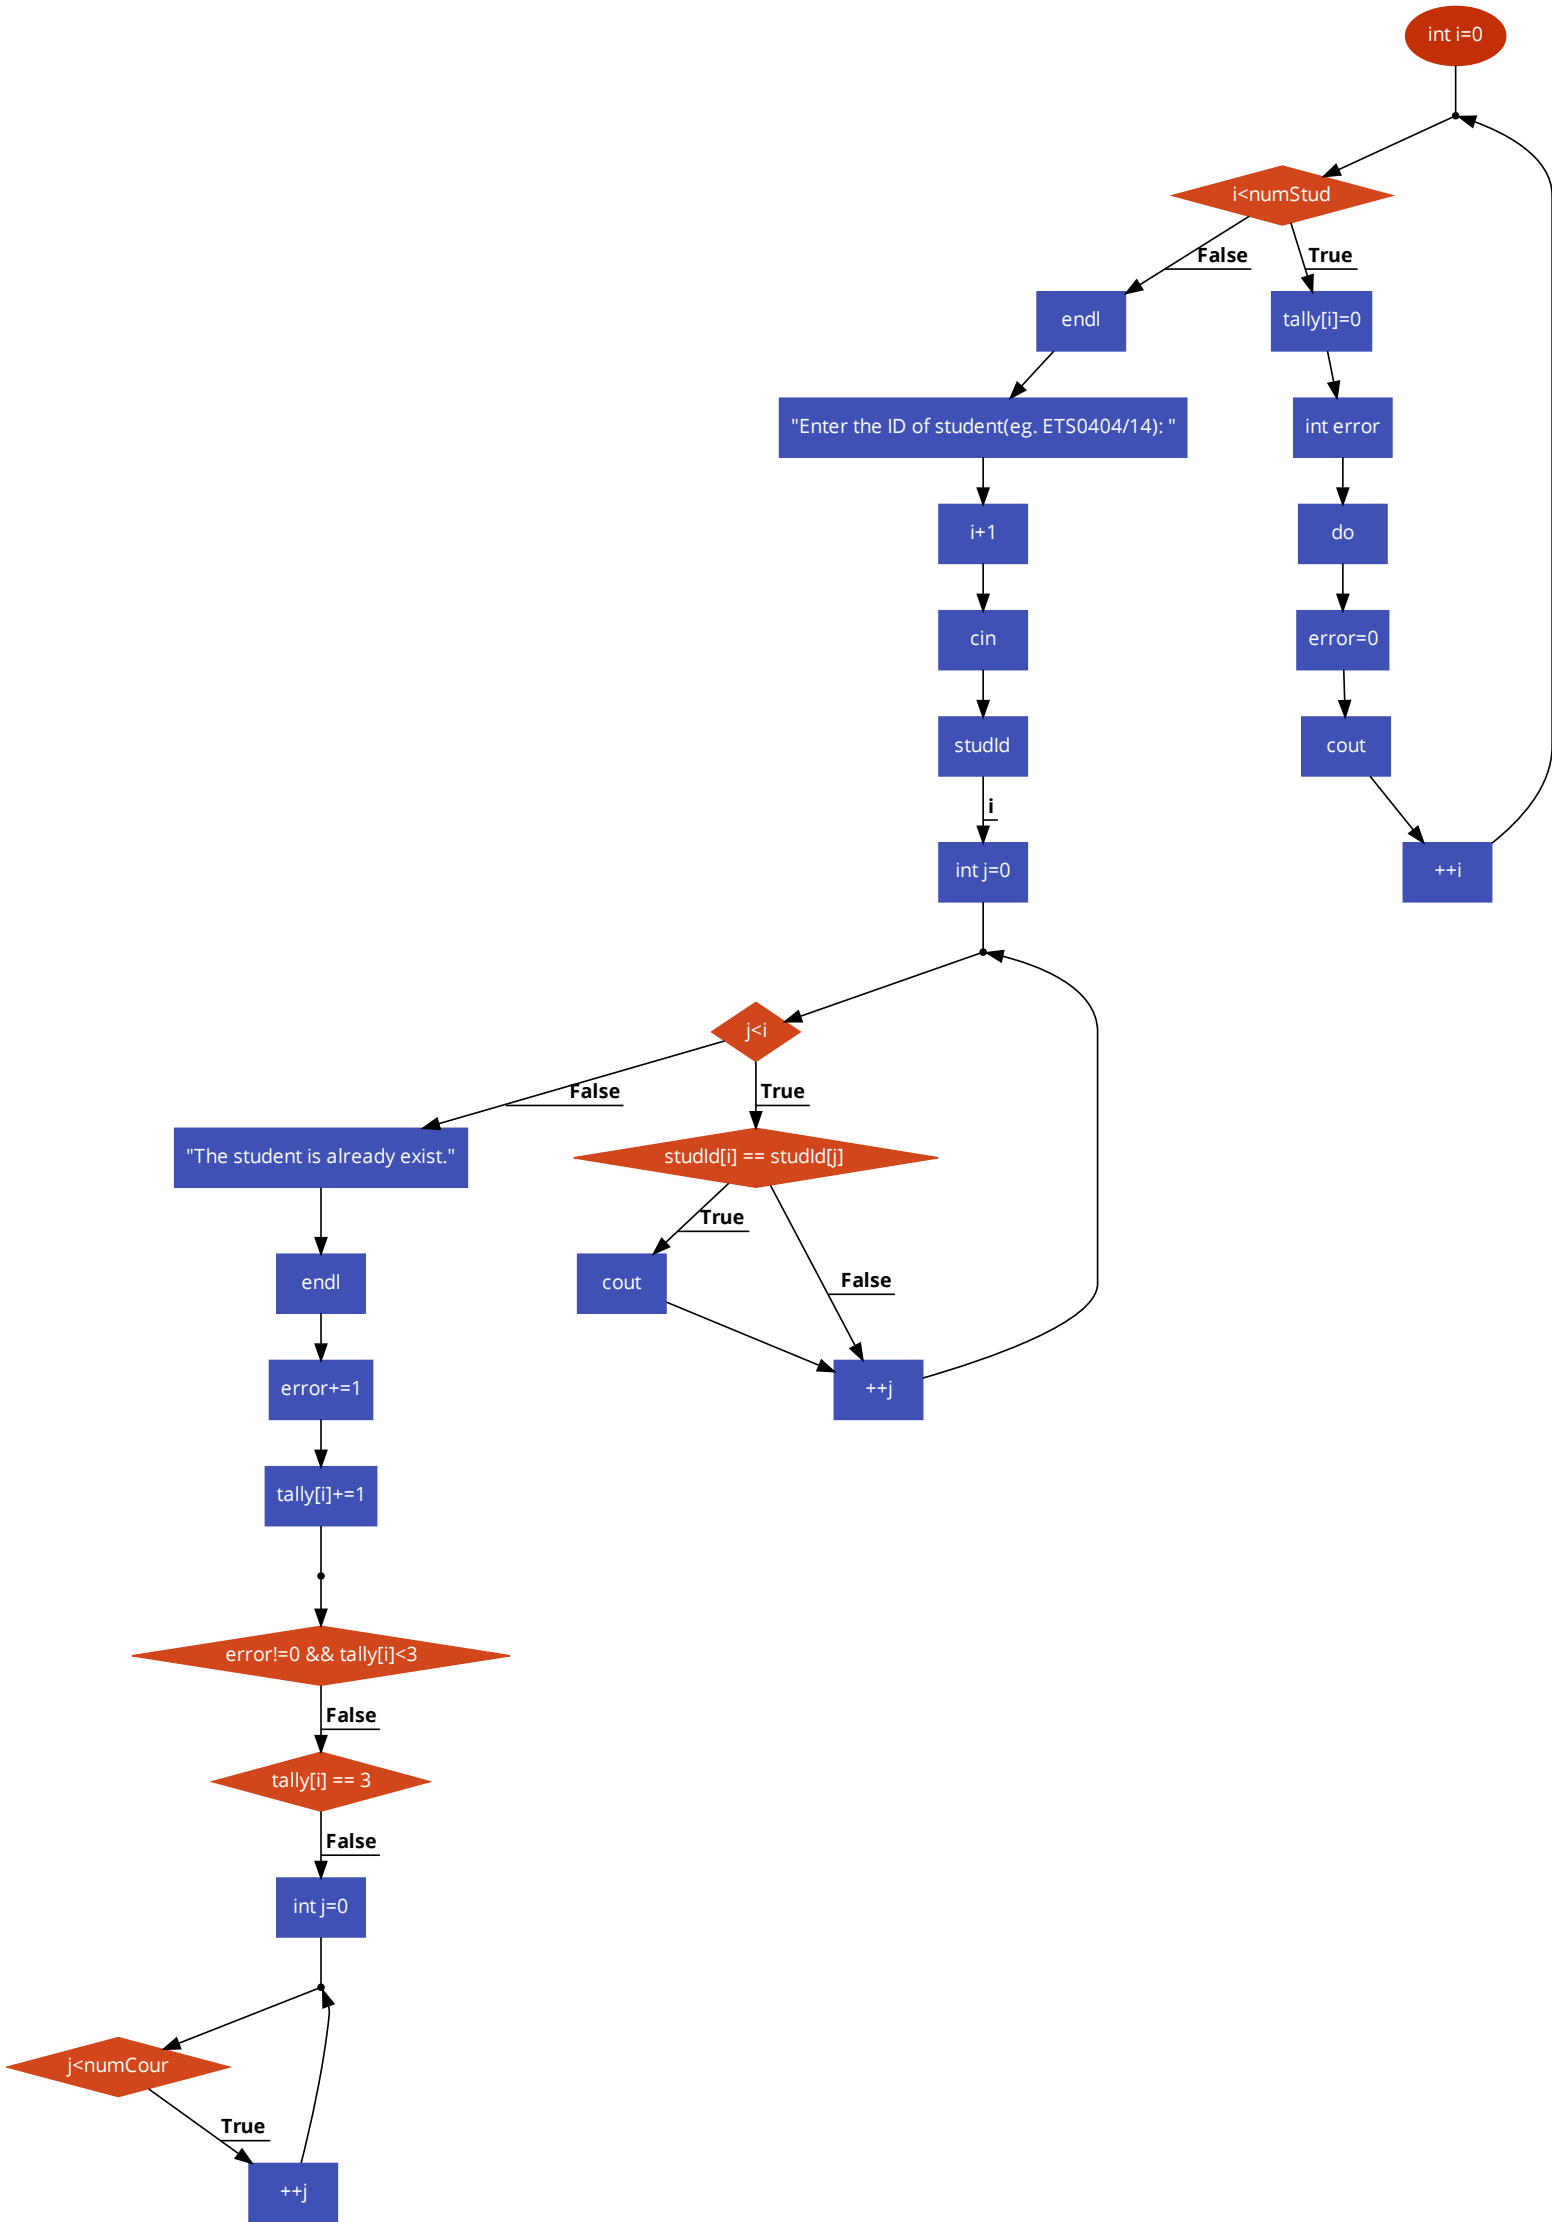 int i=0
i<numStud
False
True
endl
tally[i]=0
"Enter the ID of student(eg. ETS0404/14): "
int error
i+1
do
cin
error=0
studId
cout
i
int j=0
++i
j<i
False
True
"The student is already exist."
studId[i] == studId[j]
True
endl
cout
False
error+=1
++j
tally[i]+=1
error!=0 && tally[i]<3
False
tally[i] == 3
False
int j=0
j<numCour
True
++j